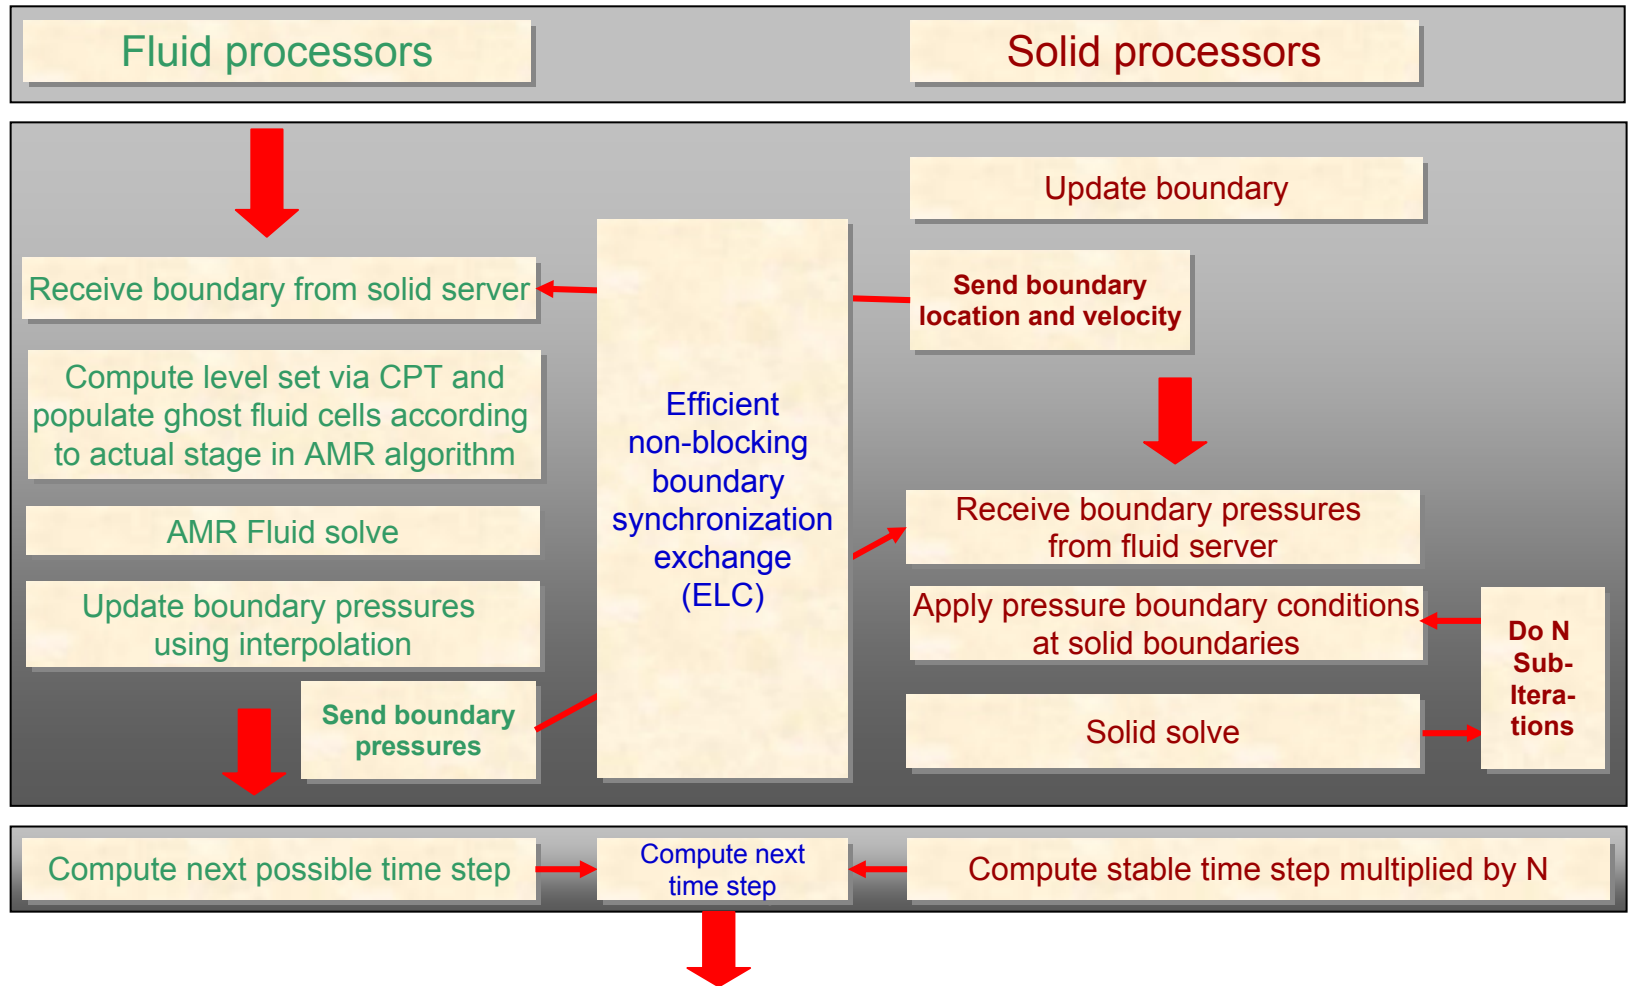 Fluid processors
Solid processors
Update boundary
Receive boundary from solid server
Send boundary
location and velocity
Compute level set via CPT and
populate ghost fluid cells according
to actual stage in AMR algorithm
Efficient
non-blocking
boundary
synchronization
exchange
(ELC)
AMR Fluid solve
Receive boundary pressures
from fluid server
Update boundary pressures
using interpolation
Apply pressure boundary conditions
at solid boundaries
Do N
Sub-
Itera-
tions
Send boundary
pressures
Solid solve
Compute next possible time step
Compute next
time step
Compute stable time step multiplied by N